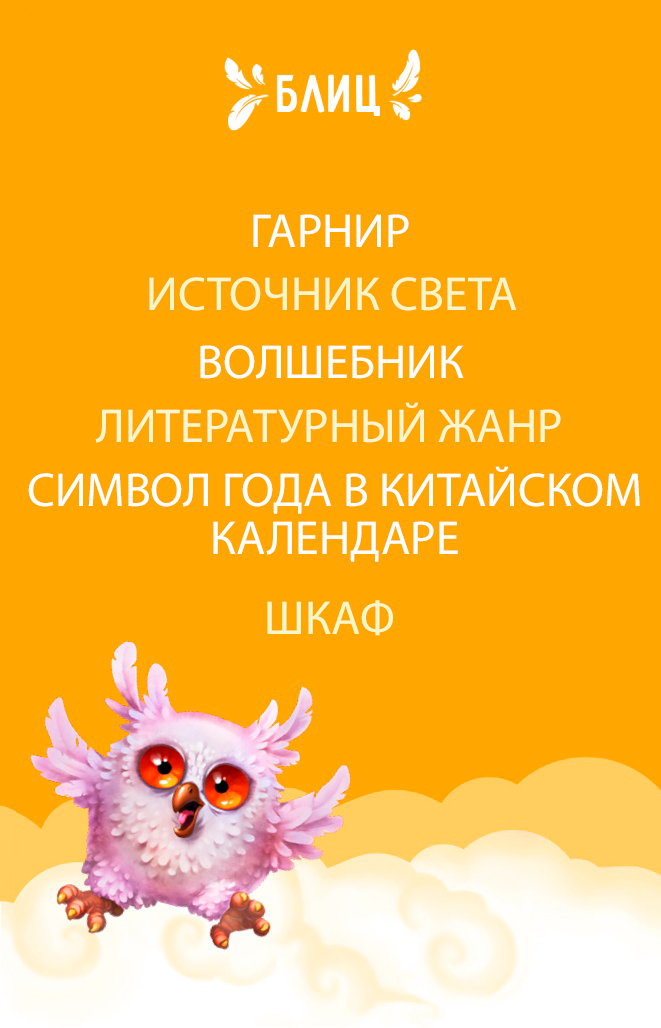 БЛИЦ
ГАРНИР
ИСТОЧНИК СВЕТА
ВОЛШЕБНИК
ЛИТЕРАТУРНЫЙ ЖАНР
СИМВОЛ ГОДА В КИТАЙСКОМ
КАЛЕНДАРЕ
ШКАФ